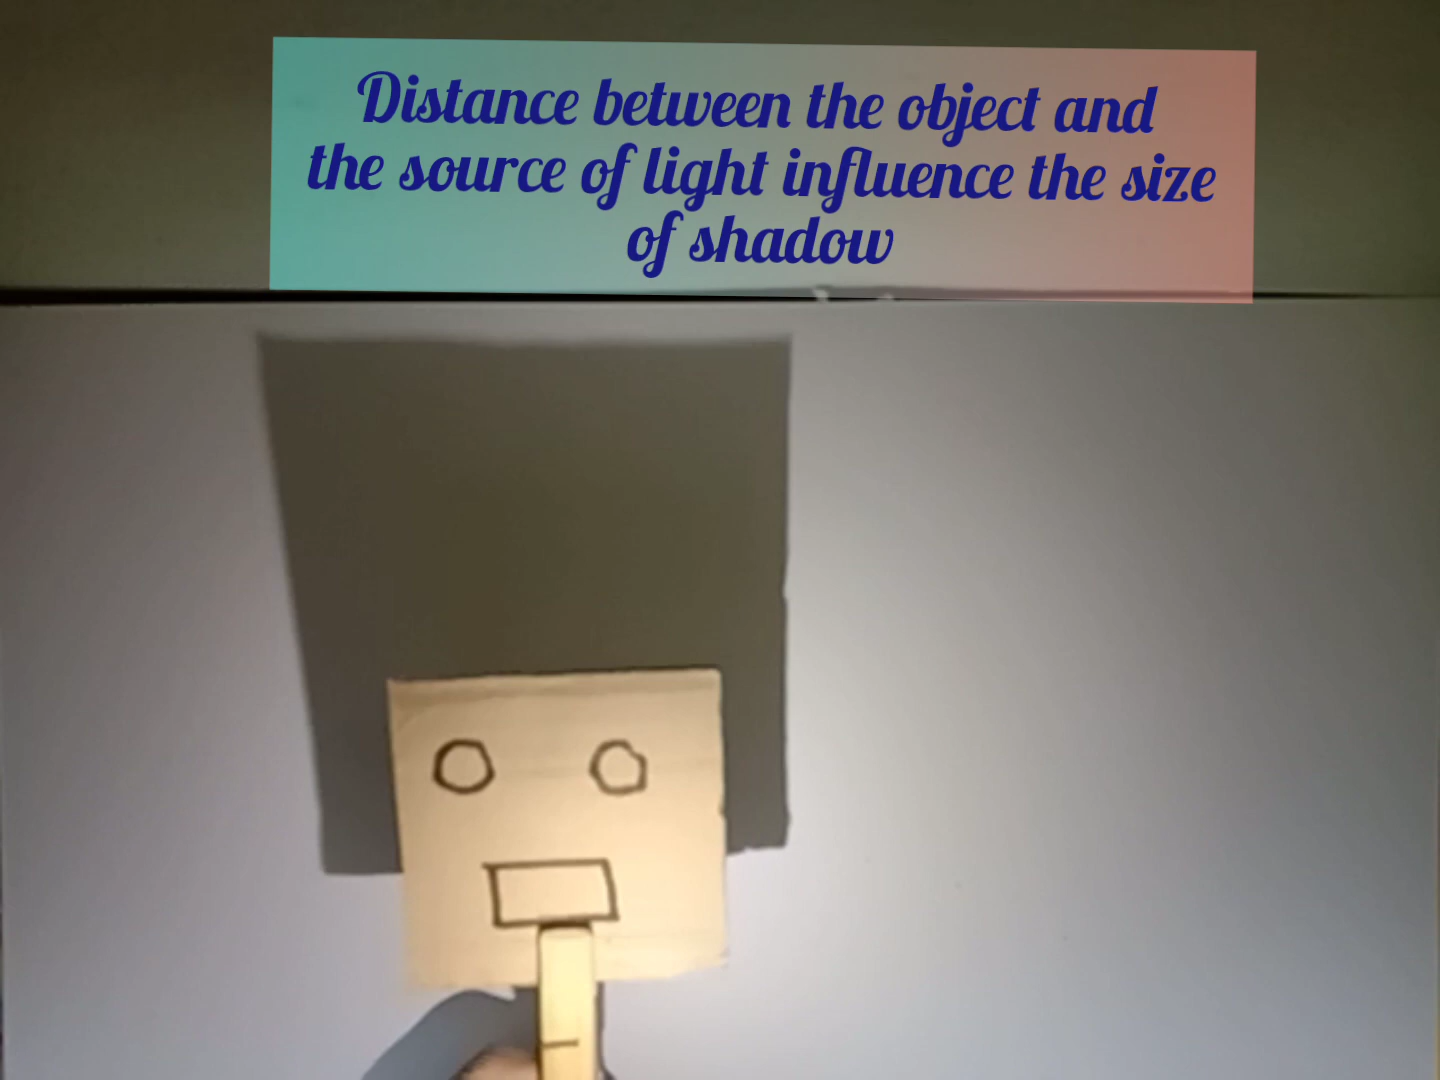 Distance between the object and
the source of light influence the size
of shadow